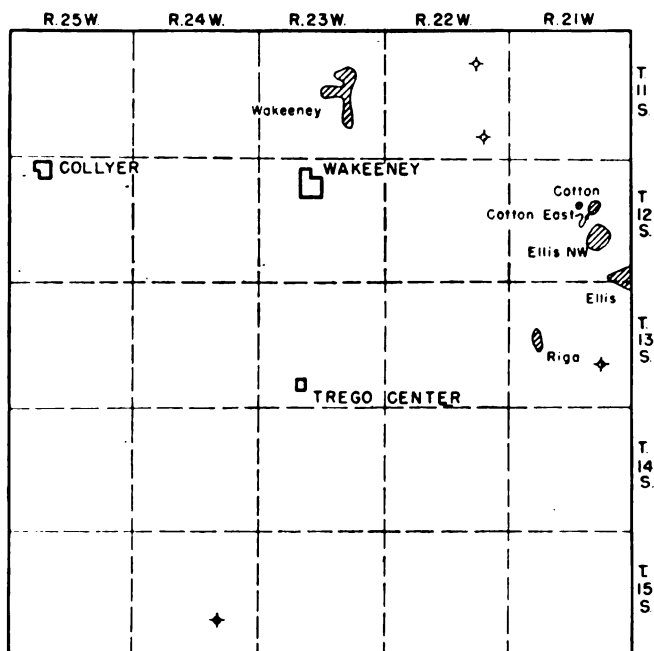 R.25W. R.24W. R.23W. R.22W. R.21W.
T.
11
S.
Wakeeney
COLLYER
WAKEENEY
T.
12
S.
Cotton
Cotton East
Ellis NW
Ellis
T.
13
S.
Riga
TREGO CENTER
T.
14
S.
T.
15
S.